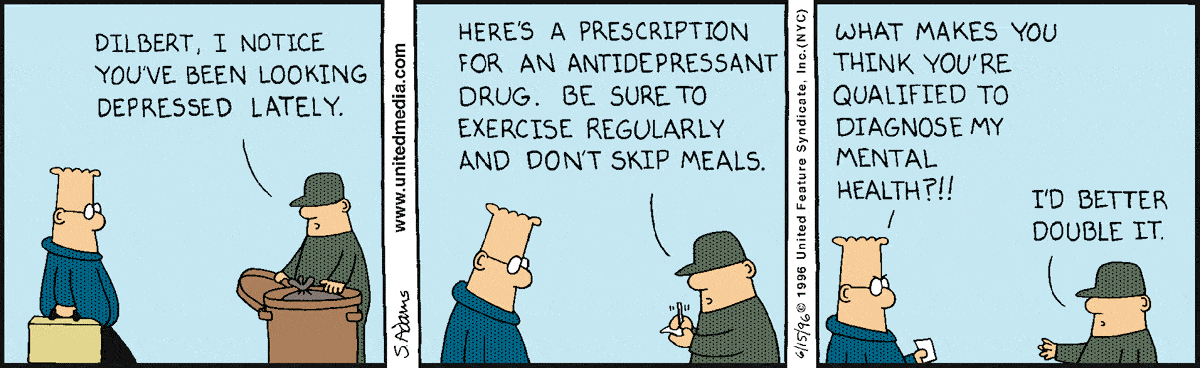 DILBERT, I NOTICE
YOU'VE BEEN LOOKING
DEPRESSED LATELY.
www.unitedmedia.com
S.Adams
HERE'S A PRESCRIPTION
FOR AN ANTIDEPRESSANT
DRUG. BE SURE TO
EXERCISE REGULARLY
AND DON'T SKIP MEALS.
6/15/96 © 1996 United Feature Syndicate, Inc.(NYC)
WHAT MAKES YOU
THINK YOU'RE
QUALIFIED TO
DIAGNOSE MY
MENTAL
HEALTH?!!
I'D BETTER
DOUBLE IT.